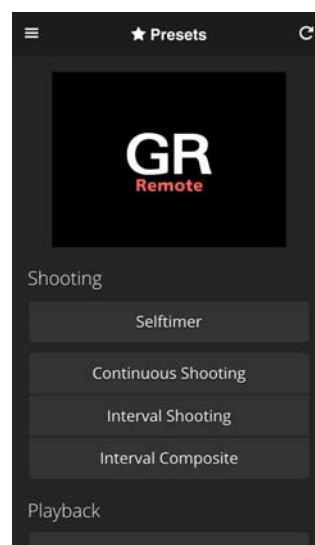 Presets
GR
Remote
Shooting
Selftimer
Continuous Shooting
Interval Shooting
Interval Composite
Playback